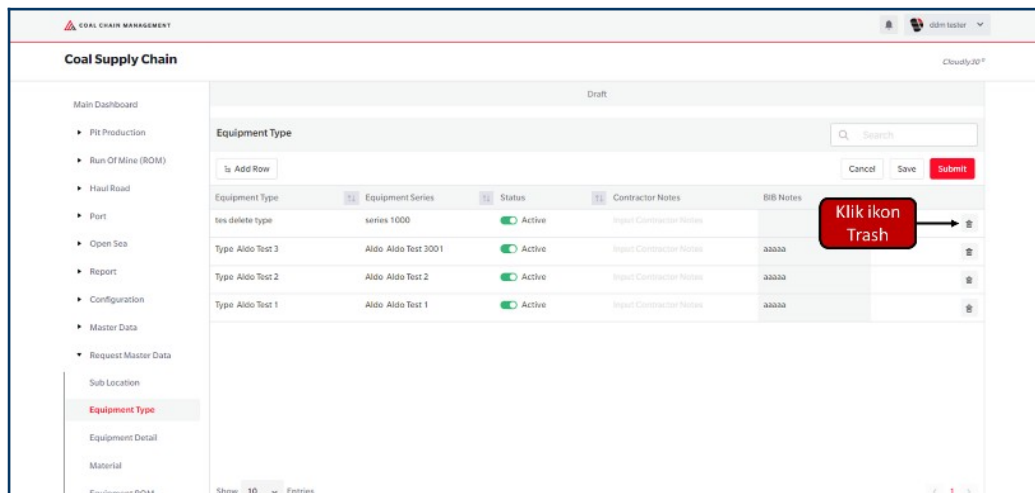 COAL CHAIN MANAGEMENT
ddm tester
Coal Supply Chain
Cloudly30°
Main Dashboard
Draft
Pit Production
Equipment Type
Search
Run Of Mine (ROM)
Add Row
Cancel
Save
Submit
Haul Road
Equipment Type
Equipment Series
Status
Contractor Notes
BIB Notes
Port
tes delete type
series 1000
Active
Input Contractor Notes
Klik ikon
Trash
Open Sea
Type Aldo Test 3
Aldo Aldo Test 3001
Active
Input Contractor Notes
aaaaa
Report
Type Aldo Test 2
Aldo Aldo Test 2
Active
Input Contractor Notes
aaaaa
Configuration
Type Aldo Test 1
Aldo Aldo Test 1
Active
Input Contractor Notes
aaaaa
Master Data
Request Master Data
Sub Location
Equipment Type
Equipment Detail
Material
Equipment ROM
Show 10 Entries
1